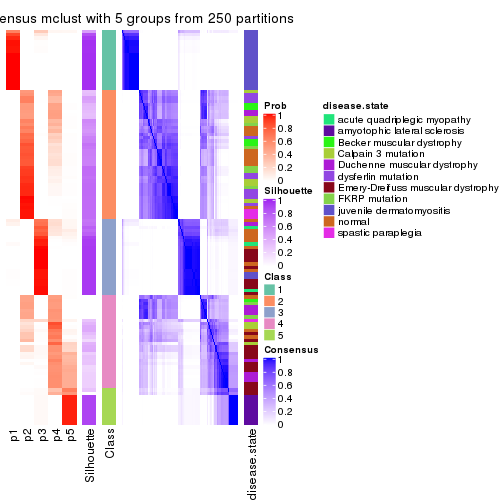 ensus mclust with 5 groups from 250 partitions
Prob
1
0.8
0.6
0.4
0.2
0
Silhouette
1
0.8
0.6
0.4
0.2
0
Class
1
2
3
4
5
Consensus
1
0.8
0.6
0.4
0.2
0
disease.state
acute quadriplegic myopathy
amyotophic lateral sclerosis
Becker muscular dystrophy
Calpain 3 mutation
Duchenne muscular dystrophy
dysferlin mutation
Emery-Dreifuss muscular dystrophy
FKRP mutation
juvenile dermatomyositis
normal
spastic paraplegia
p1
p2
p3
p4
p5
Silhouette
Class
disease.state